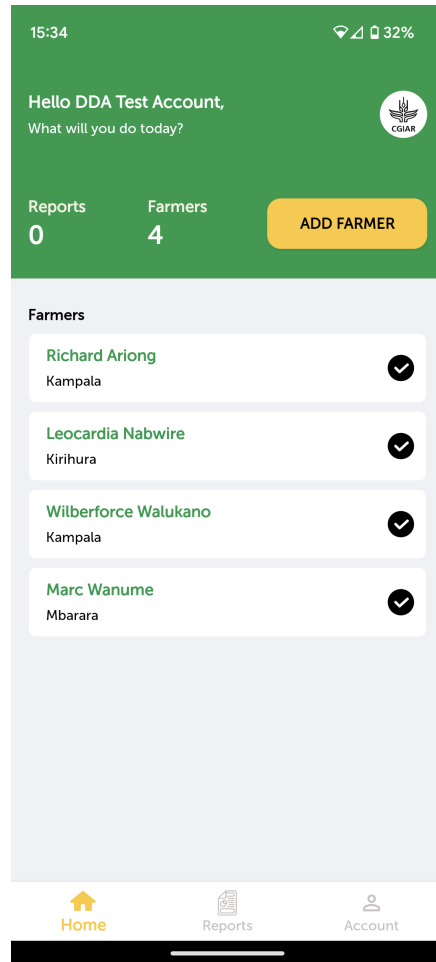 15:34
32%
Hello DDA Test Account,
What will you do today?
CGIAR
Reports
0
Farmers
4
ADD FARMER
Farmers
Richard Ariong
Kampala
Leocardia Nabwire
Kirihura
Wilberforce Walukano
Kampala
Marc Wanume
Mbarara
Home
Reports
Account